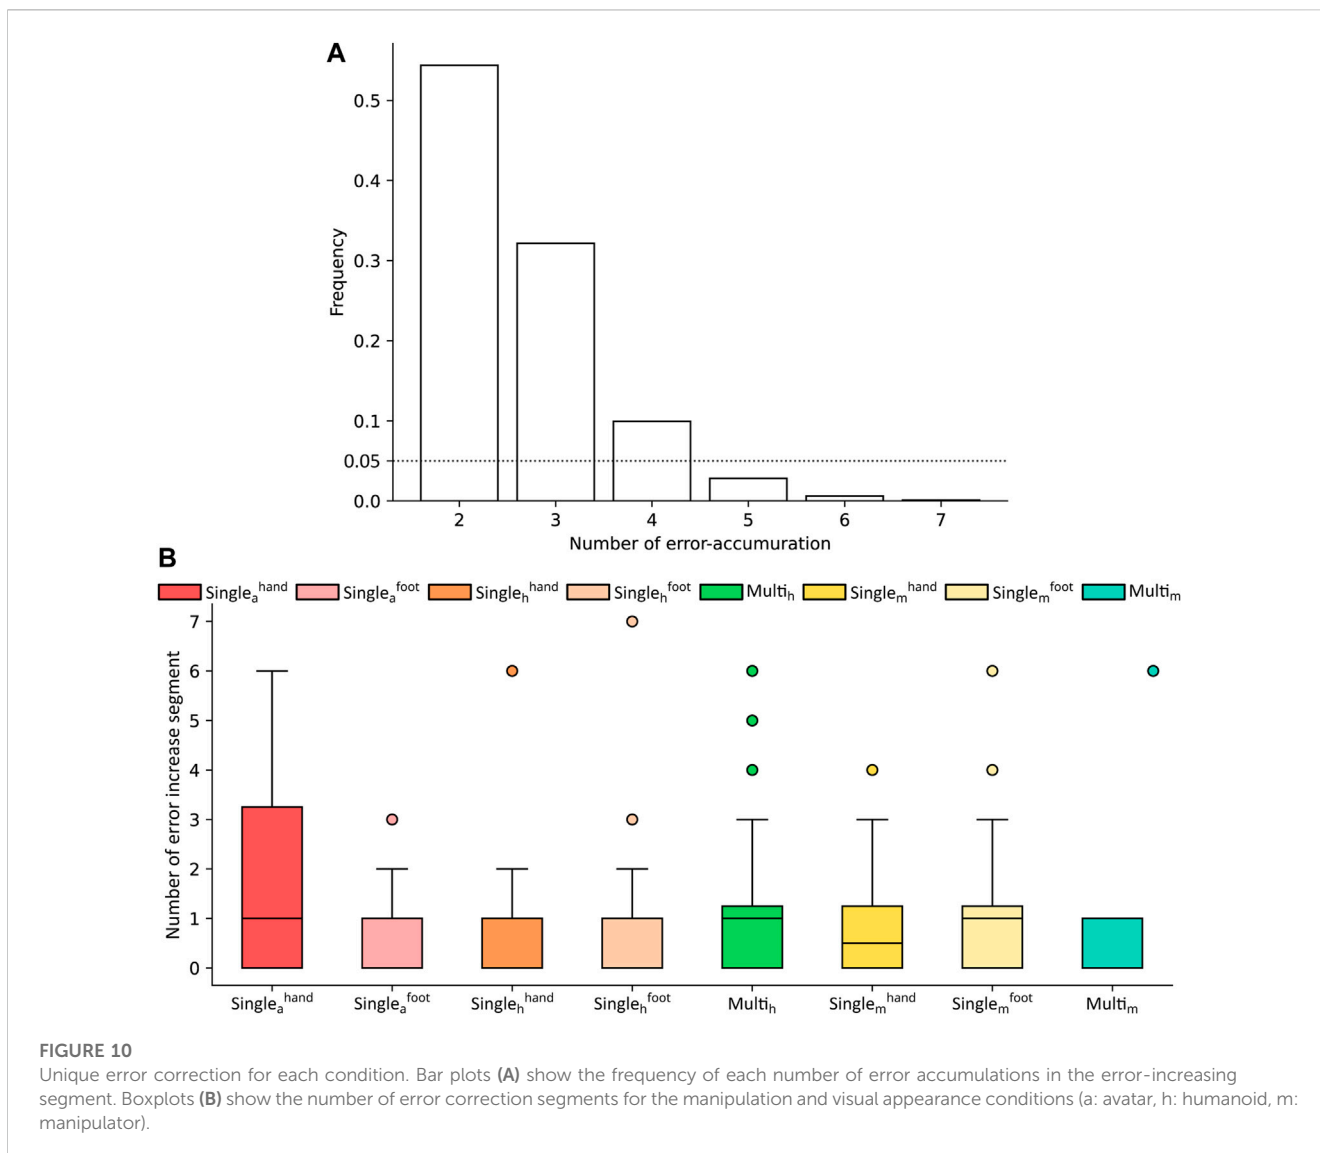 A
0.5
0.4
0.3
0.2
0.1
0.05
0.0
Frequency
2 3 4 5 6 7
Number of error-accumuration
B
Single_a^hand Single_a^foot Single_h^hand Single_h^foot Multi_h Single_m^hand Single_m^foot Multi_m
7
6
5
4
3
2
1
0
Number of error increase segment
Single_a^hand Single_a^foot Single_h^hand Single_h^foot Multi_h Single_m^hand Single_m^foot Multi_m
FIGURE 10
Unique error correction for each condition. Bar plots (A) show the frequency of each number of error accumulations in the error-increasing
segment. Boxplots (B) show the number of error correction segments for the manipulation and visual appearance conditions (a: avatar, h: humanoid, m:
manipulator).